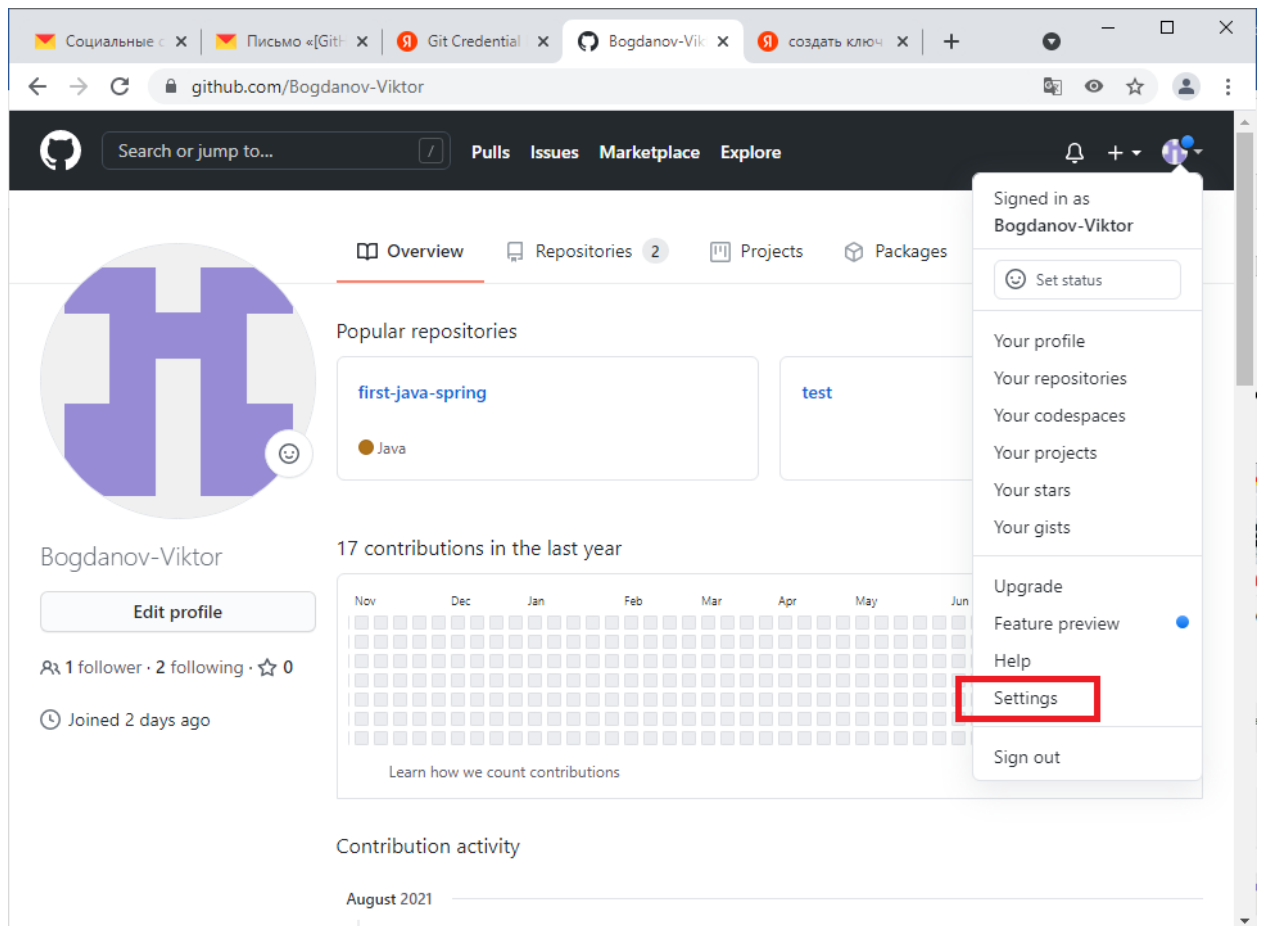 Социальные с
Письмо «[Git
Git Credential
Bogdanov-Vik
создать ключ
github.com/Bogdanov-Viktor
Search or jump to...
/
Pulls Issues Marketplace Explore
Signed in as
Bogdanov-Viktor
Set status
Your profile
Your repositories
Your codespaces
Your projects
Your stars
Your gists
Upgrade
Feature preview
Help
Settings
Sign out
Overview
Repositories 2
Projects
Packages
Popular repositories
first-java-spring
Java
test
17 contributions in the last year
Nov Dec Jan Feb Mar Apr May Jun
Learn how we count contributions
Contribution activity
August 2021
Bogdanov-Viktor
Edit profile
1 follower · 2 following · 0
Joined 2 days ago